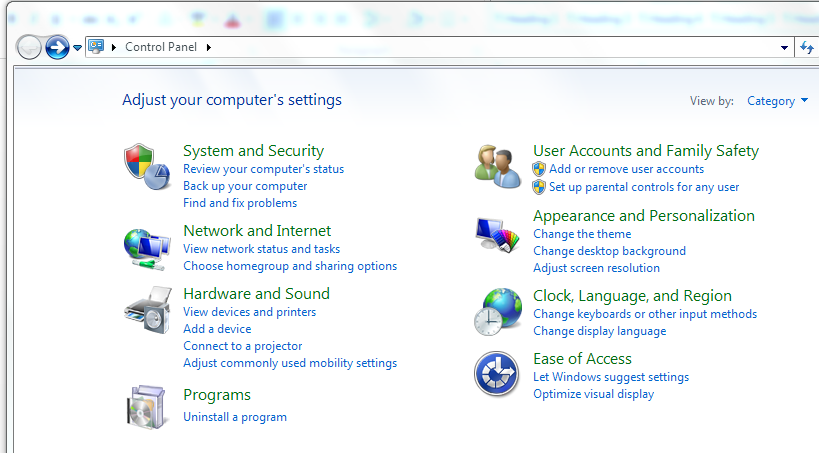 Control Panel
Adjust your computer's settings
View by: Category
System and Security
Review your computer's status
Back up your computer
Find and fix problems
Network and Internet
View network status and tasks
Choose homegroup and sharing options
Hardware and Sound
View devices and printers
Add a device
Connect to a projector
Adjust commonly used mobility settings
Programs
Uninstall a program
User Accounts and Family Safety
Add or remove user accounts
Set up parental controls for any user
Appearance and Personalization
Change the theme
Change desktop background
Adjust screen resolution
Clock, Language, and Region
Change keyboards or other input methods
Change display language
Ease of Access
Let Windows suggest settings
Optimize visual display